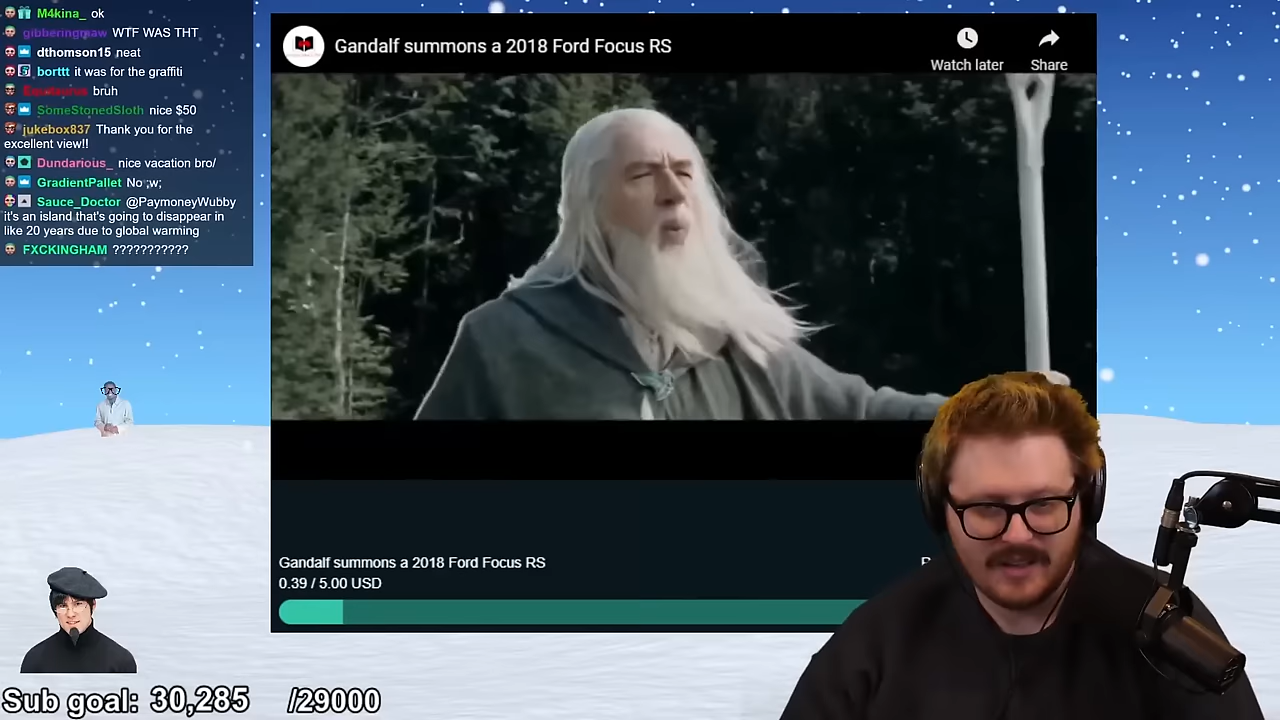 M4kina_ ok
WTF WAS THT
dthomson15 neat
borttt it was for the graffiti
bruh
SomeStonedSloth nice $50
jukebox837 Thank you for the
excellent view!!
Dundarious_ nice vacation bro/
GradientPallet No ;w;
Sauce_Doctor @PaymoneyWubby
it's an island that's going to disappear in
like 20 years due to global warming
FXCKINGHAM ???????????
Gandalf summons a 2018 Ford Focus RS
Watch later
Share
Gandalf summons a 2018 Ford Focus RS
0.39 / 5.00 USD
Sub goal: 30,285 /29000